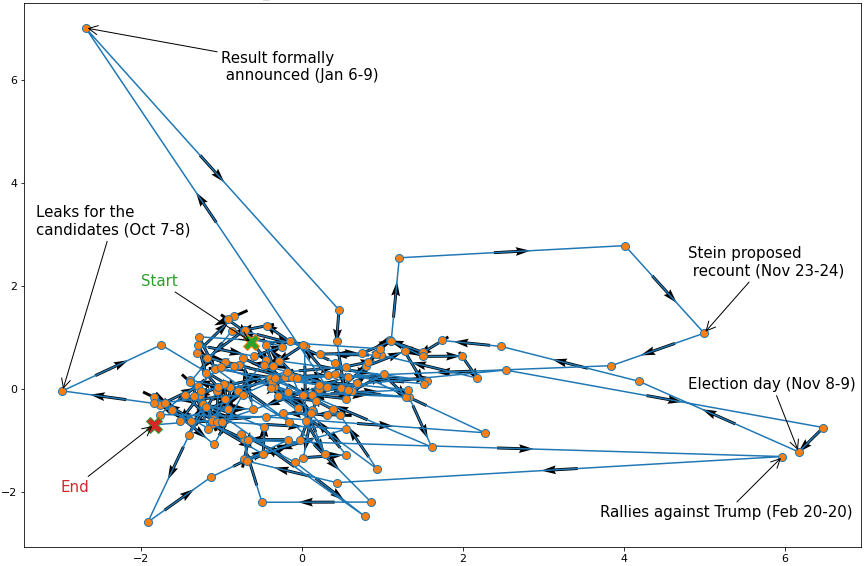 Result formally
announced (Jan 6-9)
6
4
Leaks for the
candidates (Oct 7-8)
Stein proposed
recount (Nov 23-24)
Start
2
Election day (Nov 8-9)
0
End
−2
Rallies against Trump (Feb 20-20)
−2 0 2 4 6